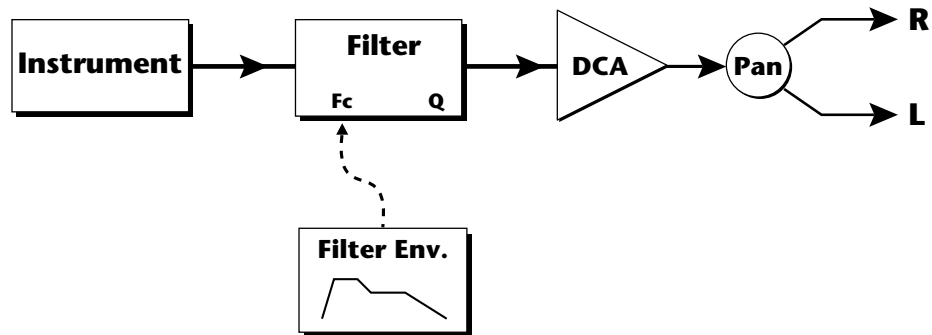 Instrument
Filter
Fc Q
DCA
Pan
R
L
Filter Env.